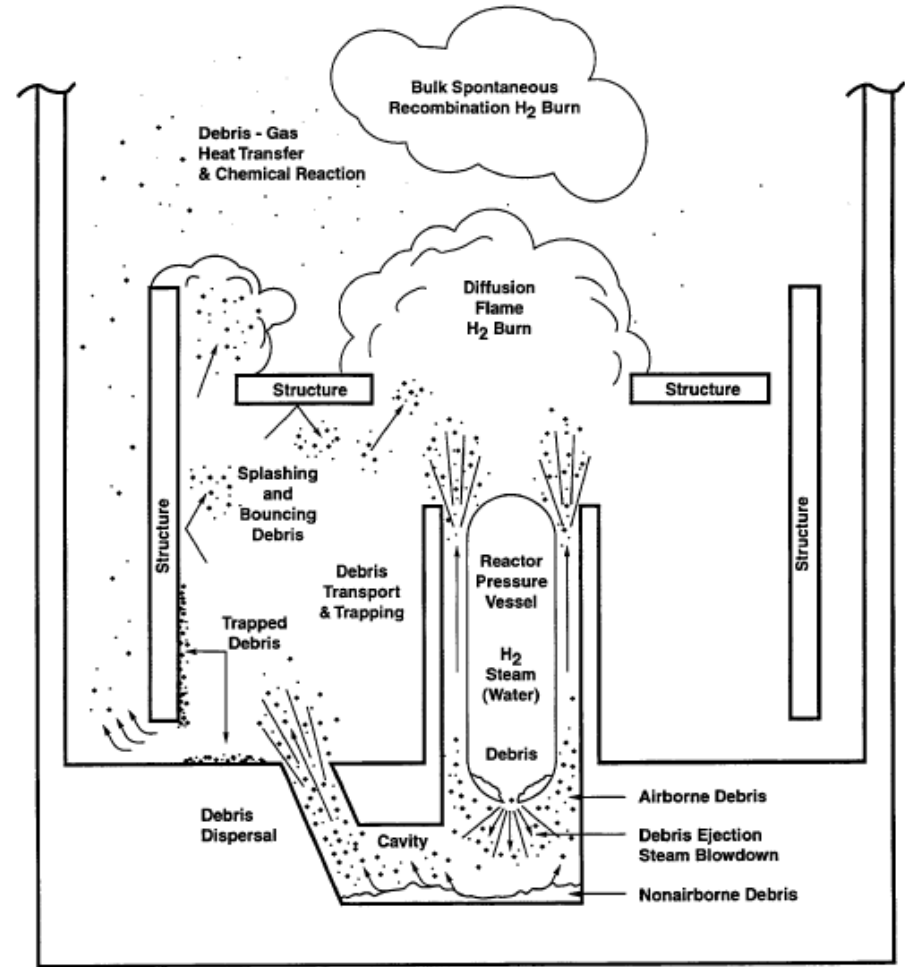 Bulk Spontaneous
Recombination H₂ Burn
Debris - Gas
Heat Transfer
& Chemical Reaction
Diffusion
Flame
H₂ Burn
Structure
Structure
Splashing
and
Bouncing
Debris
Structure
Structure
Debris
Transport
& Trapping
Reactor
Pressure
Vessel
Trapped
Debris
H₂
Steam
(Water)
Debris
Airborne Debris
Debris
Dispersal
Cavity
Debris Ejection
Steam Blowdown
Nonairborne Debris